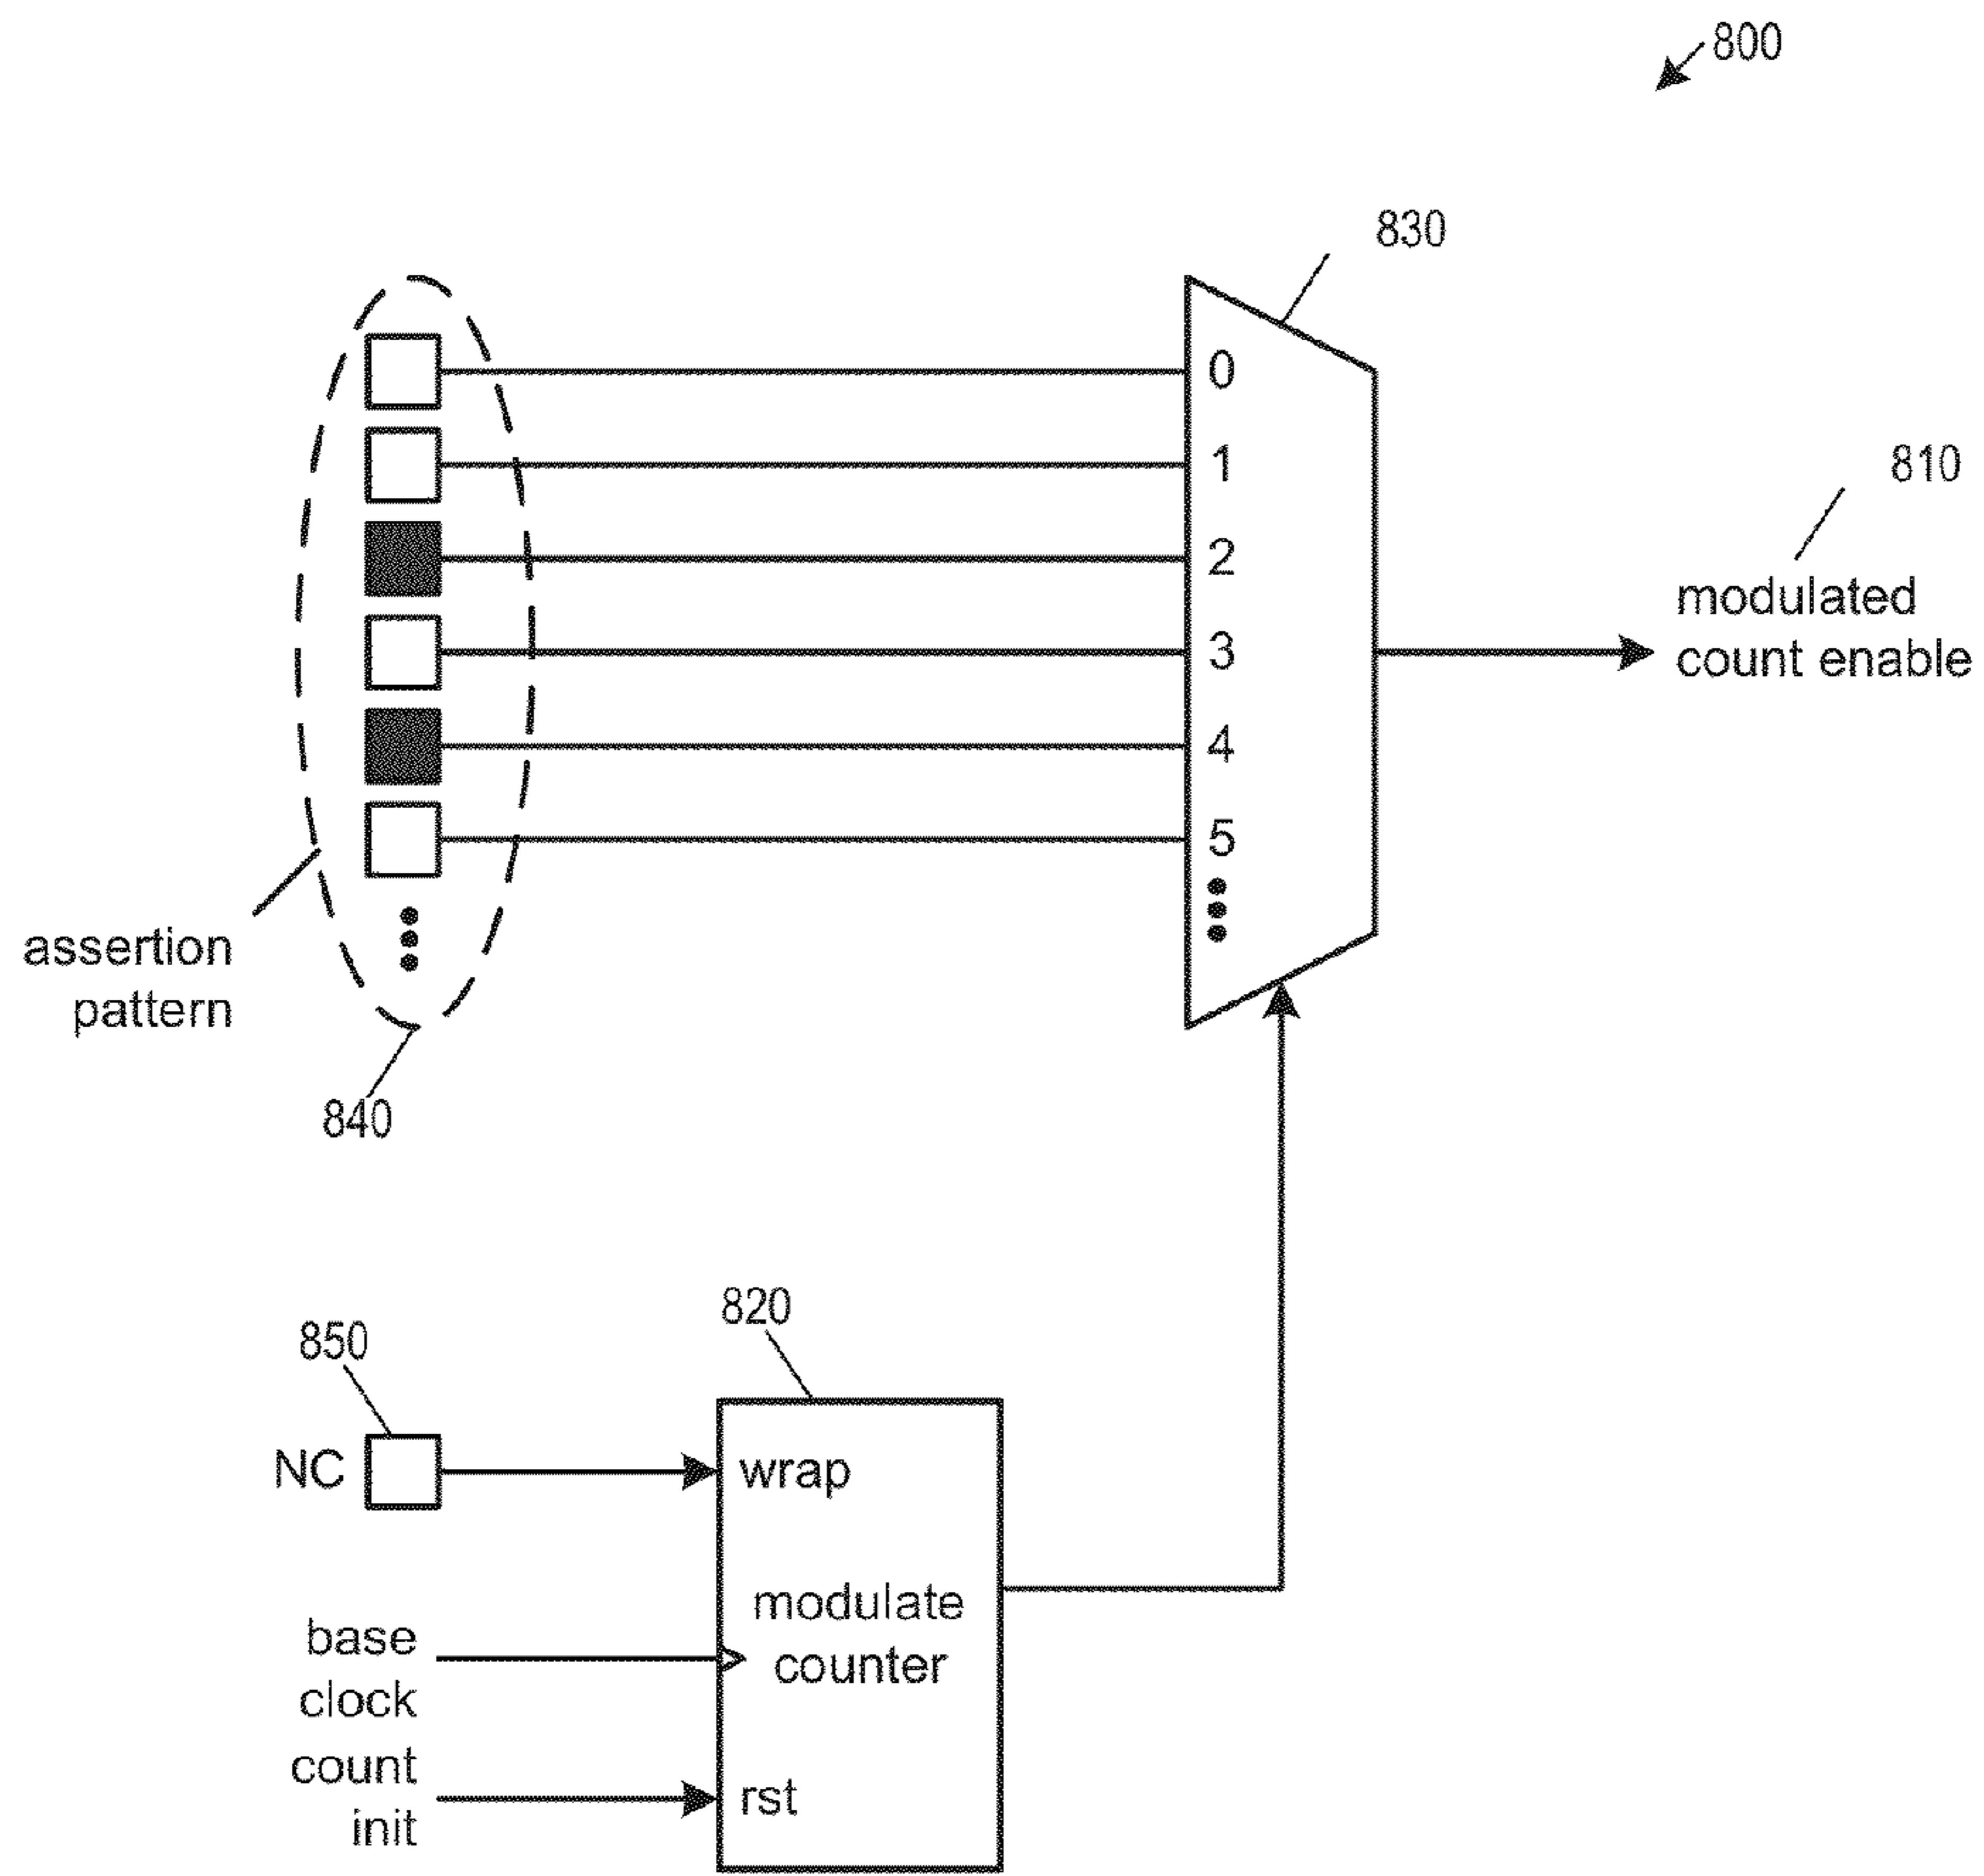 800
830
0
1
810
2
modulated
3
count enable
4
5
assertion
pattern
840
820
850
NC
wrap
modulate
base
counter
clock
count
rst
init